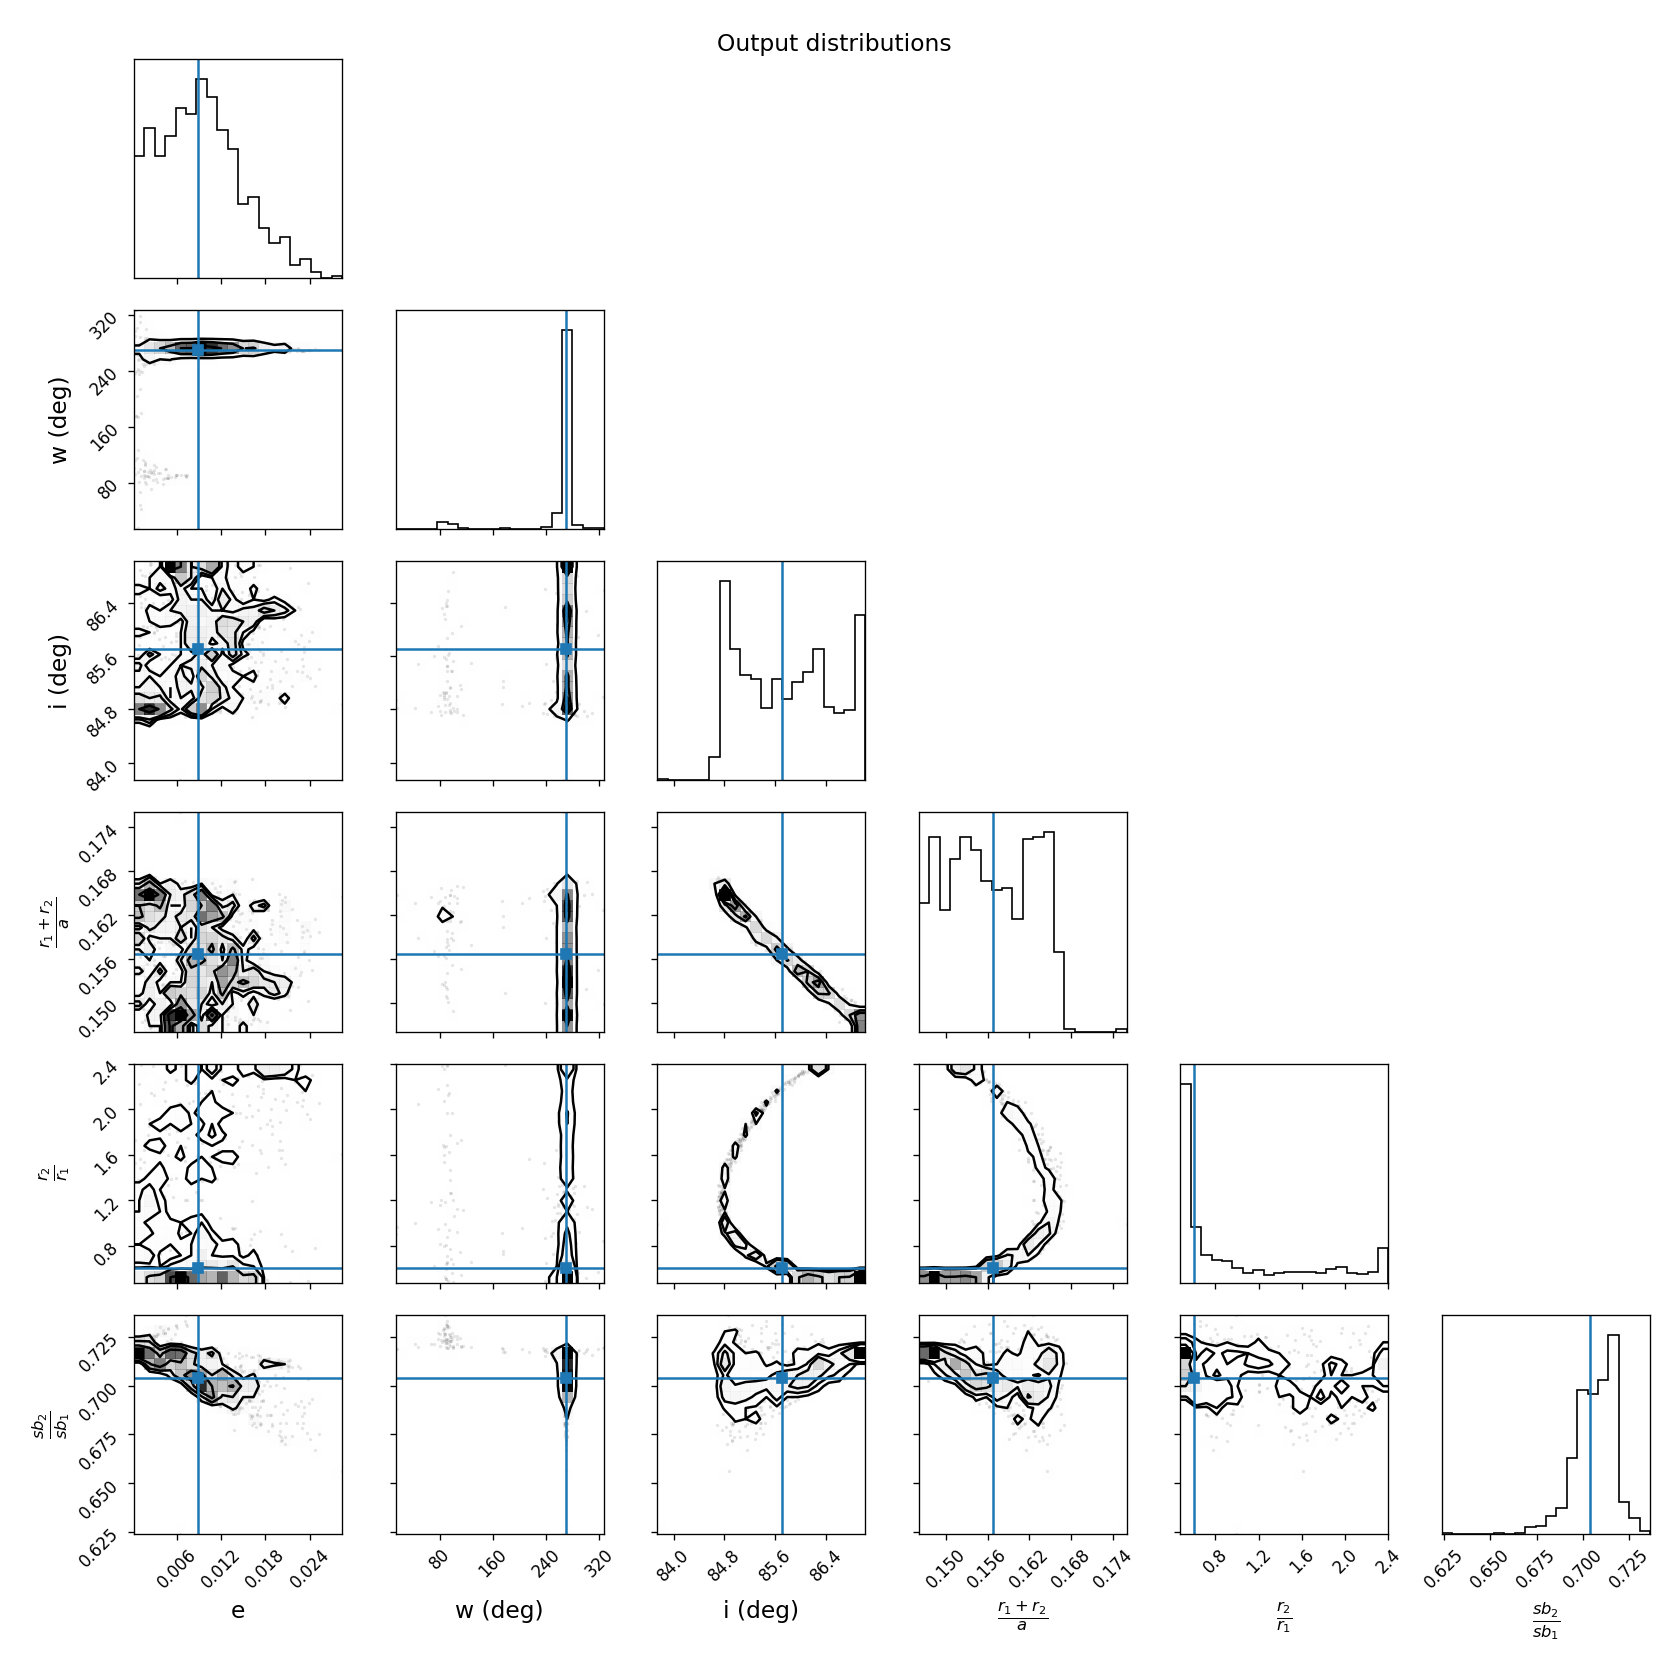 Output distributions
320
240
160
80
w (deg)
86.4
85.6
84.8
84.0
i (deg)
0.174
0.168
0.162
0.156
0.150
r₁ + r₂
a
2.4
2.0
1.6
1.2
0.8
r₂
r₁
0.725
0.700
0.675
0.650
0.625
sb₂
sb₁
0.006 0.012 0.018 0.024
80 160 240 320
84.0 84.8 85.6 86.4
0.150 0.156 0.162 0.168 0.174
0.8 1.2 1.6 2.0 2.4
0.625 0.650 0.675 0.700 0.725
e
w (deg)
i (deg)
r₁ + r₂
a
r₂
r₁
sb₂
sb₁